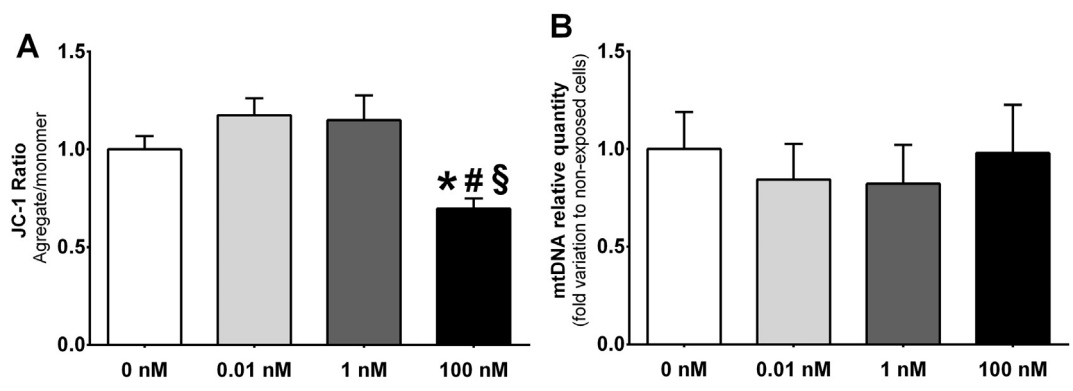 A
JC-1 Ratio
Agregate/monomer
1.5
1.0
0.5
0.0
* # §
0 nM
0.01 nM
1 nM
100 nM
B
mtDNA relative quantity
(fold variation to non-exposed cells)
1.5
1.0
0.5
0.0
0 nM
0.01 nM
1 nM
100 nM